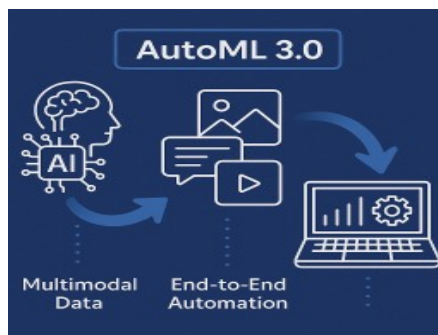 AutoML 3.0
AI
Multimodal
Data
End-to-End
Automation